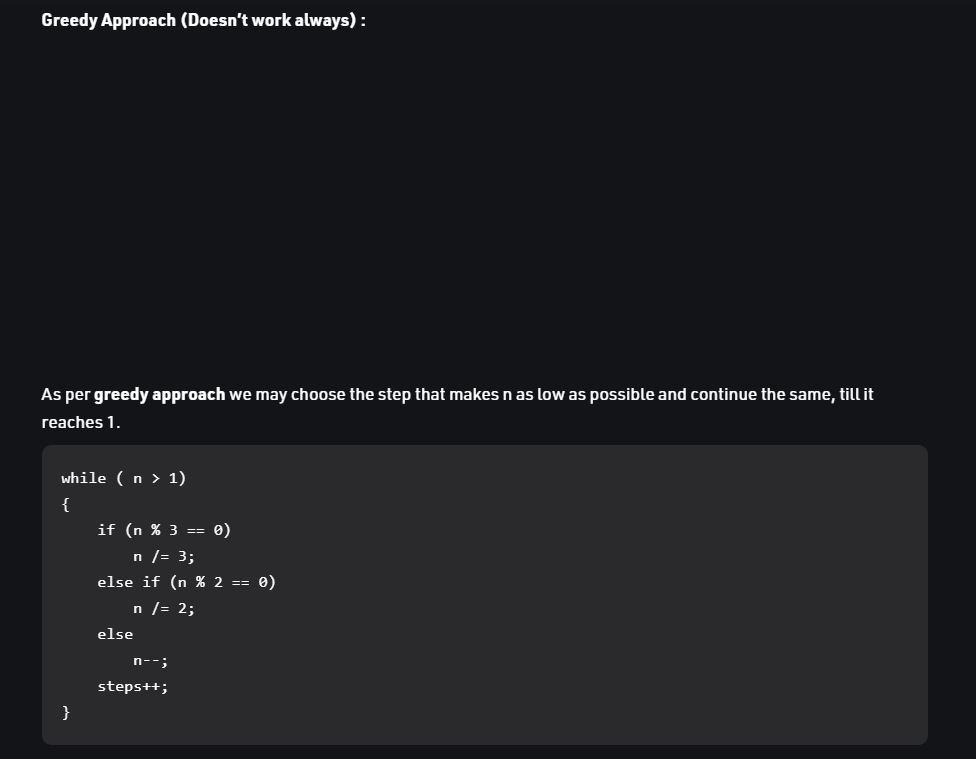 Greedy Approach (Doesn't work always) :
As per greedy approach we may choose the step that makes n as low as possible and continue the same, till it
reaches 1.
while ( n > 1)
{
    if (n % 3 == 0)
        n /= 3;
    else if (n % 2 == 0)
        n /= 2;
    else
        n--;
    steps++;
}